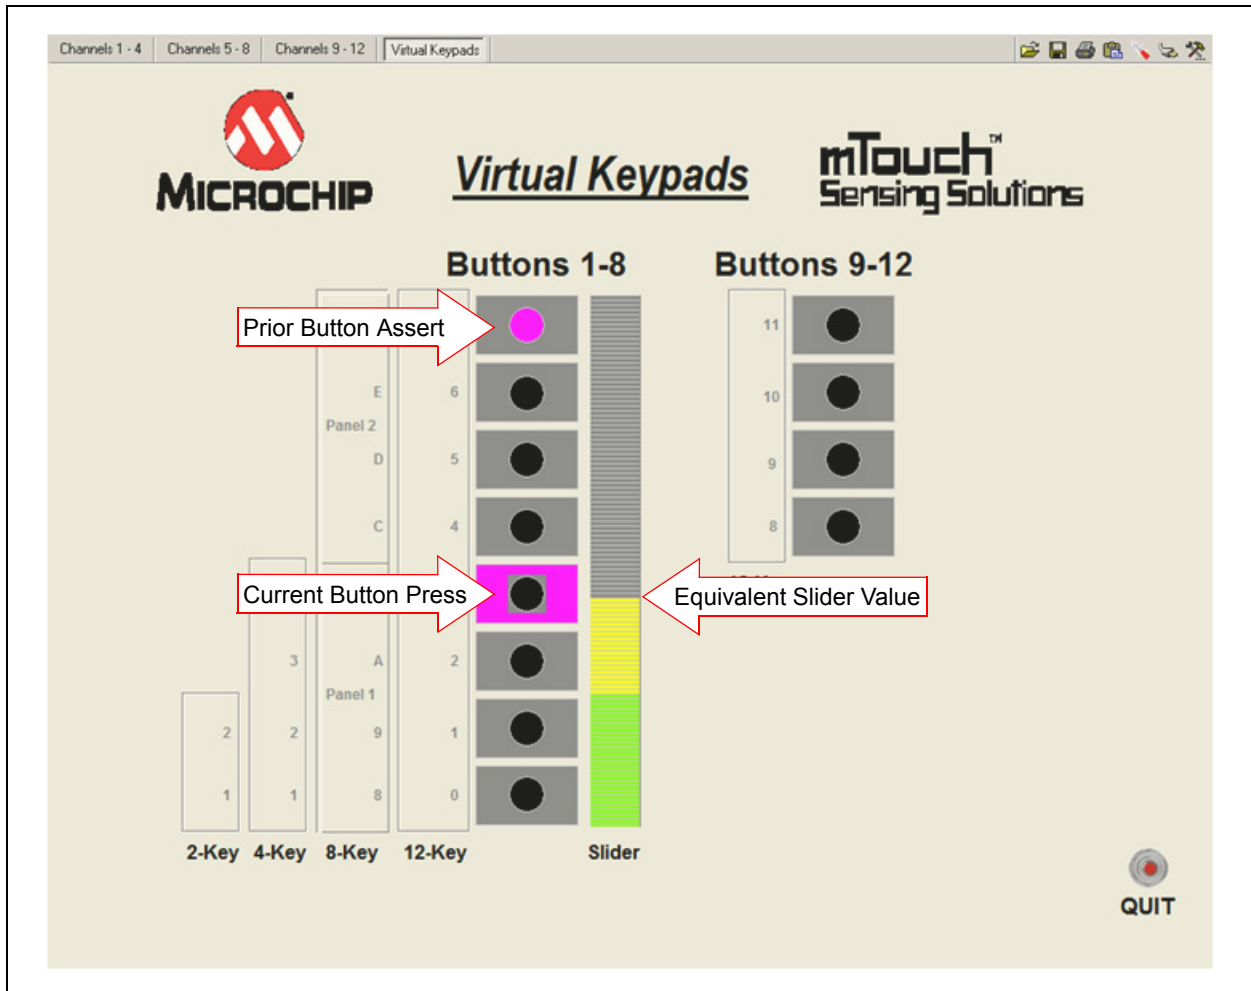 Channels 1 - 4 Channels 5 - 8 Channels 9 - 12 Virtual Keypads
MICROCHIP
Virtual Keypads
mTouch™
Sensing Solutions
Buttons 1-8 Buttons 9-12
Prior Button Assert
11
E 6 10
Panel 2
D 5 9
C 4 8
Current Button Press
Equivalent Slider Value
3 A 2
Panel 1
2 2 9 1
1 1 8 0
2-Key 4-Key 8-Key 12-Key Slider
QUIT